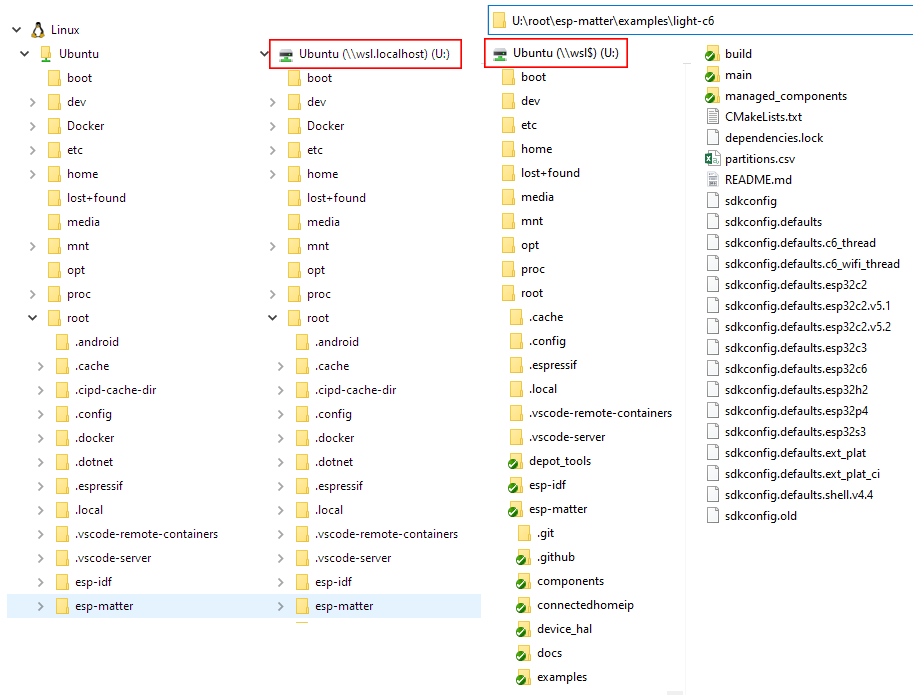 Linux
Ubuntu
boot
dev
Docker
etc
home
lost+found
media
mnt
opt
proc
root
.android
.cache
.cipd-cache-dir
.config
.docker
.dotnet
.espressif
.local
.vscode-remote-containers
.vscode-server
esp-idf
esp-matter
Ubuntu (\\wsl.localhost) (U:)
boot
dev
Docker
etc
home
lost+found
media
mnt
opt
proc
root
.android
.cache
.cipd-cache-dir
.config
.docker
.dotnet
.espressif
.local
.vscode-remote-containers
.vscode-server
esp-idf
esp-matter
U:\root\esp-matter\examples\light-c6
Ubuntu (\\wsl$) (U:)
boot
dev
etc
home
lost+found
media
mnt
opt
proc
root
.cache
.config
.espressif
.local
.vscode-remote-containers
.vscode-server
depot_tools
esp-idf
esp-matter
.git
.github
components
connectedhomeip
device_hal
docs
examples
build
main
managed_components
CMakeLists.txt
dependencies.lock
partitions.csv
README.md
sdkconfig
sdkconfig.defaults
sdkconfig.defaults.c6_thread
sdkconfig.defaults.c6_wifi_thread
sdkconfig.defaults.esp32c2
sdkconfig.defaults.esp32c2.v5.1
sdkconfig.defaults.esp32c2.v5.2
sdkconfig.defaults.esp32c3
sdkconfig.defaults.esp32c6
sdkconfig.defaults.esp32h2
sdkconfig.defaults.esp32p4
sdkconfig.defaults.esp32s3
sdkconfig.defaults.ext_plat
sdkconfig.defaults.ext_plat_ci
sdkconfig.defaults.shell.v4.4
sdkconfig.old